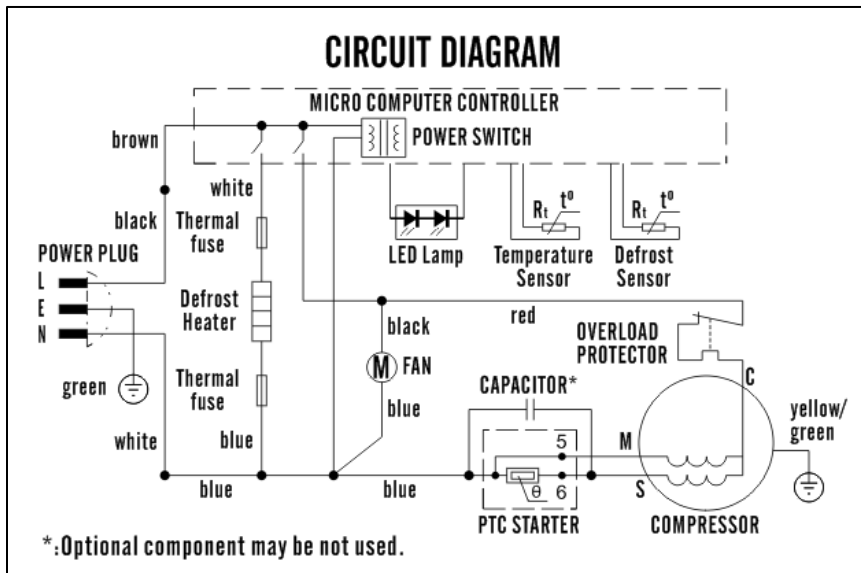 CIRCUIT DIAGRAM
MICRO COMPUTER CONTROLLER
POWER SWITCH
brown
white
black
Thermal
fuse
LED Lamp
Rt tº
Temperature
Sensor
Rt tº
Defrost
Sensor
POWER PLUG
L
E
N
Defrost
Heater
red
black
OVERLOAD
PROTECTOR
M
FAN
green
Thermal
fuse
CAPACITOR*
C
blue
yellow/
green
white
blue
5
M
blue
blue
θ
6
S
PTC STARTER
COMPRESSOR
*:Optional component may be not used.